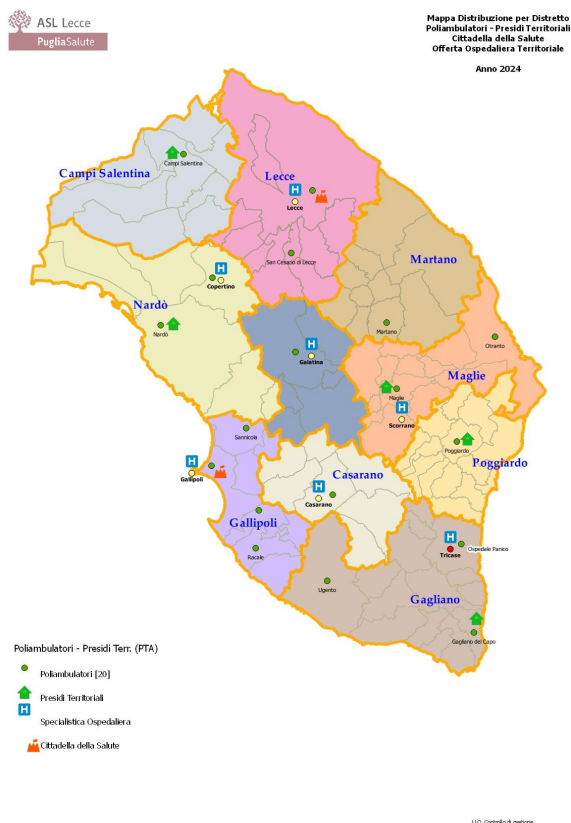 ASL Lecce
PugliaSalute
Mappa Distribuzione per Distretto
Poliambulatori - Presidi Territoriali
Cittadella della Salute
Offerta Ospedaliera Territoriale
Anno 2024
Campi Salentina
Campi Salentina
Lecce
Lecce
San Cesario di Lecce
Martano
Martano
Copertino
Nardò
Nardò
Galatina
Otranto
Maglie
Maglie
Scorrano
Sannicola
Poggiardo
Poggiardo
Gallipoli
Casarano
Casarano
Gallipoli
Racale
Tricase
Ospedale Panico
Ugento
Gagliano
Gagliano del Capo
Poliambulatori - Presidi Terr. (PTA)
Poliambulatori [20]
Presidi Territoriali
H
Specialistica Ospedaliera
Cittadella della Salute
U.O. Controllo di gestione